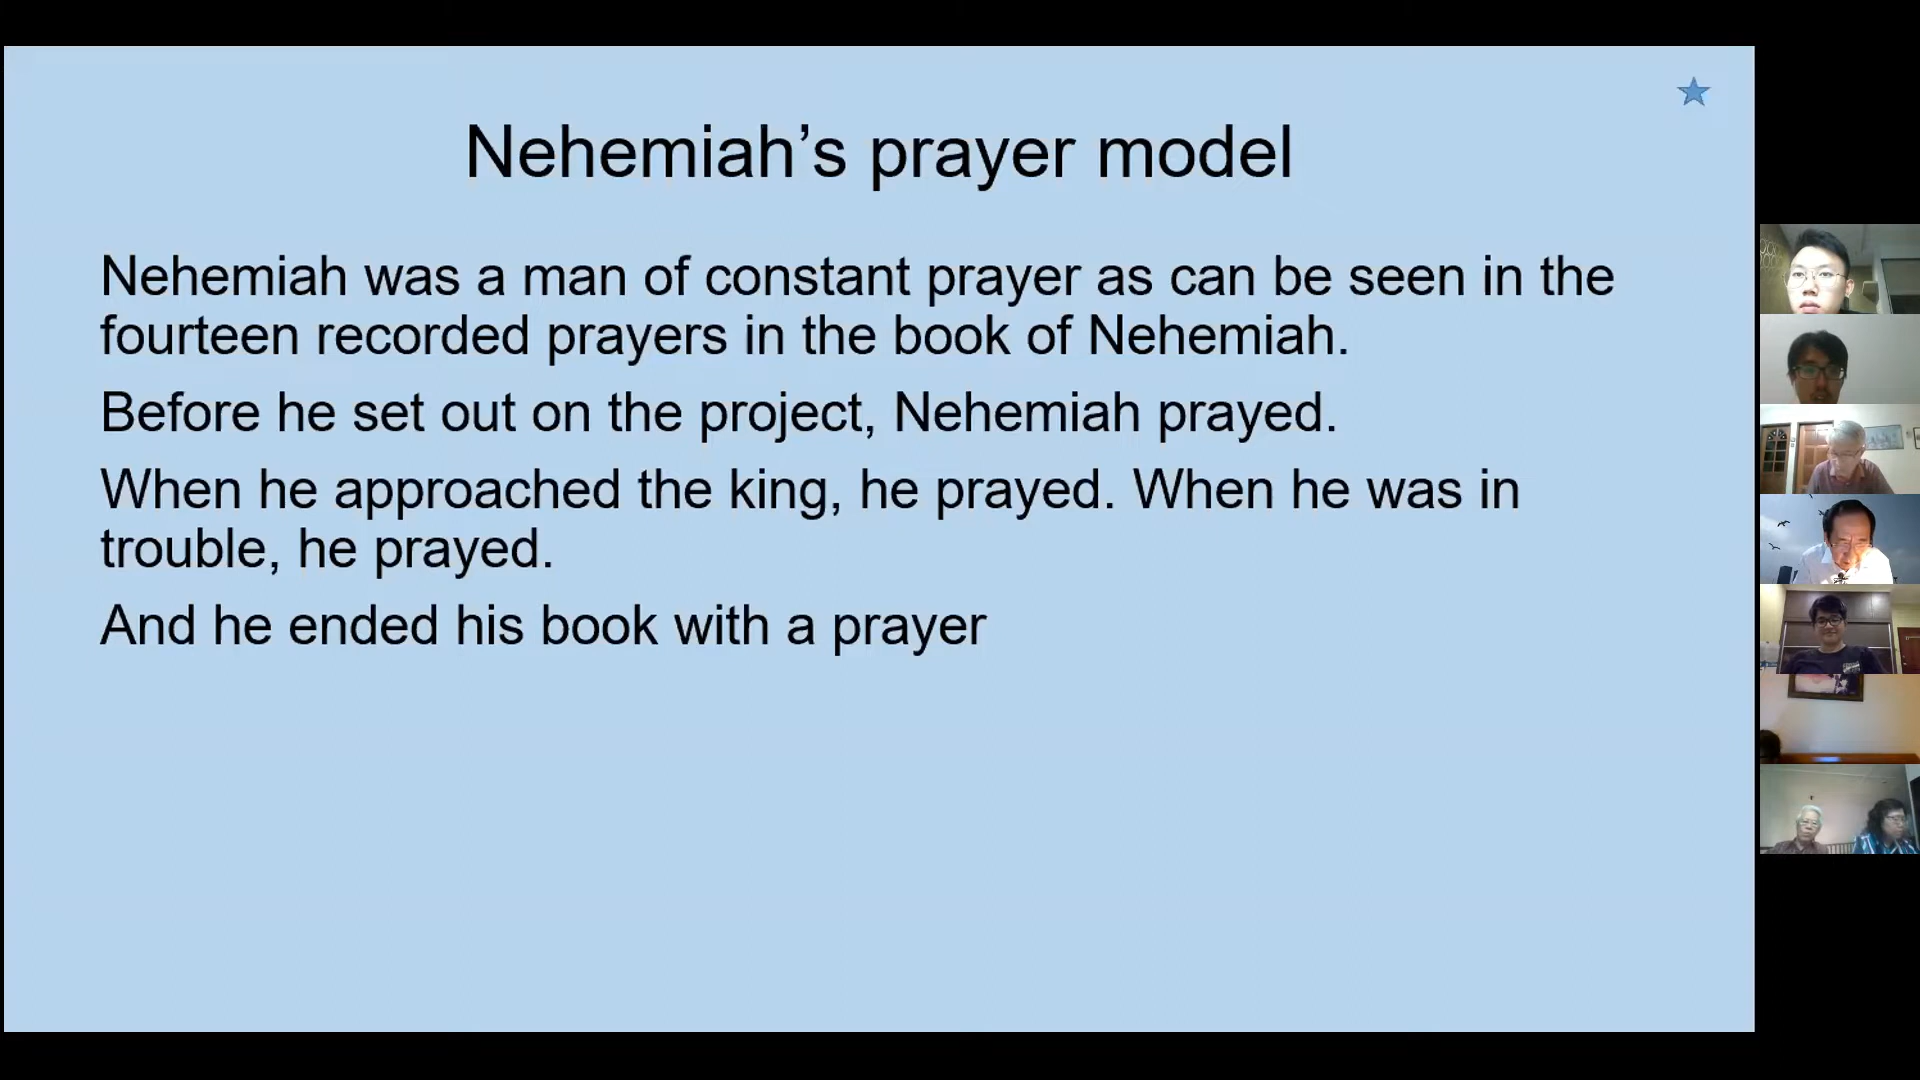 Nehemiah’s prayer model
Nehemiah was a man of constant prayer as can be seen in the
fourteen recorded prayers in the book of Nehemiah.
Before he set out on the project, Nehemiah prayed.
When he approached the king, he prayed. When he was in
trouble, he prayed.
And he ended his book with a prayer